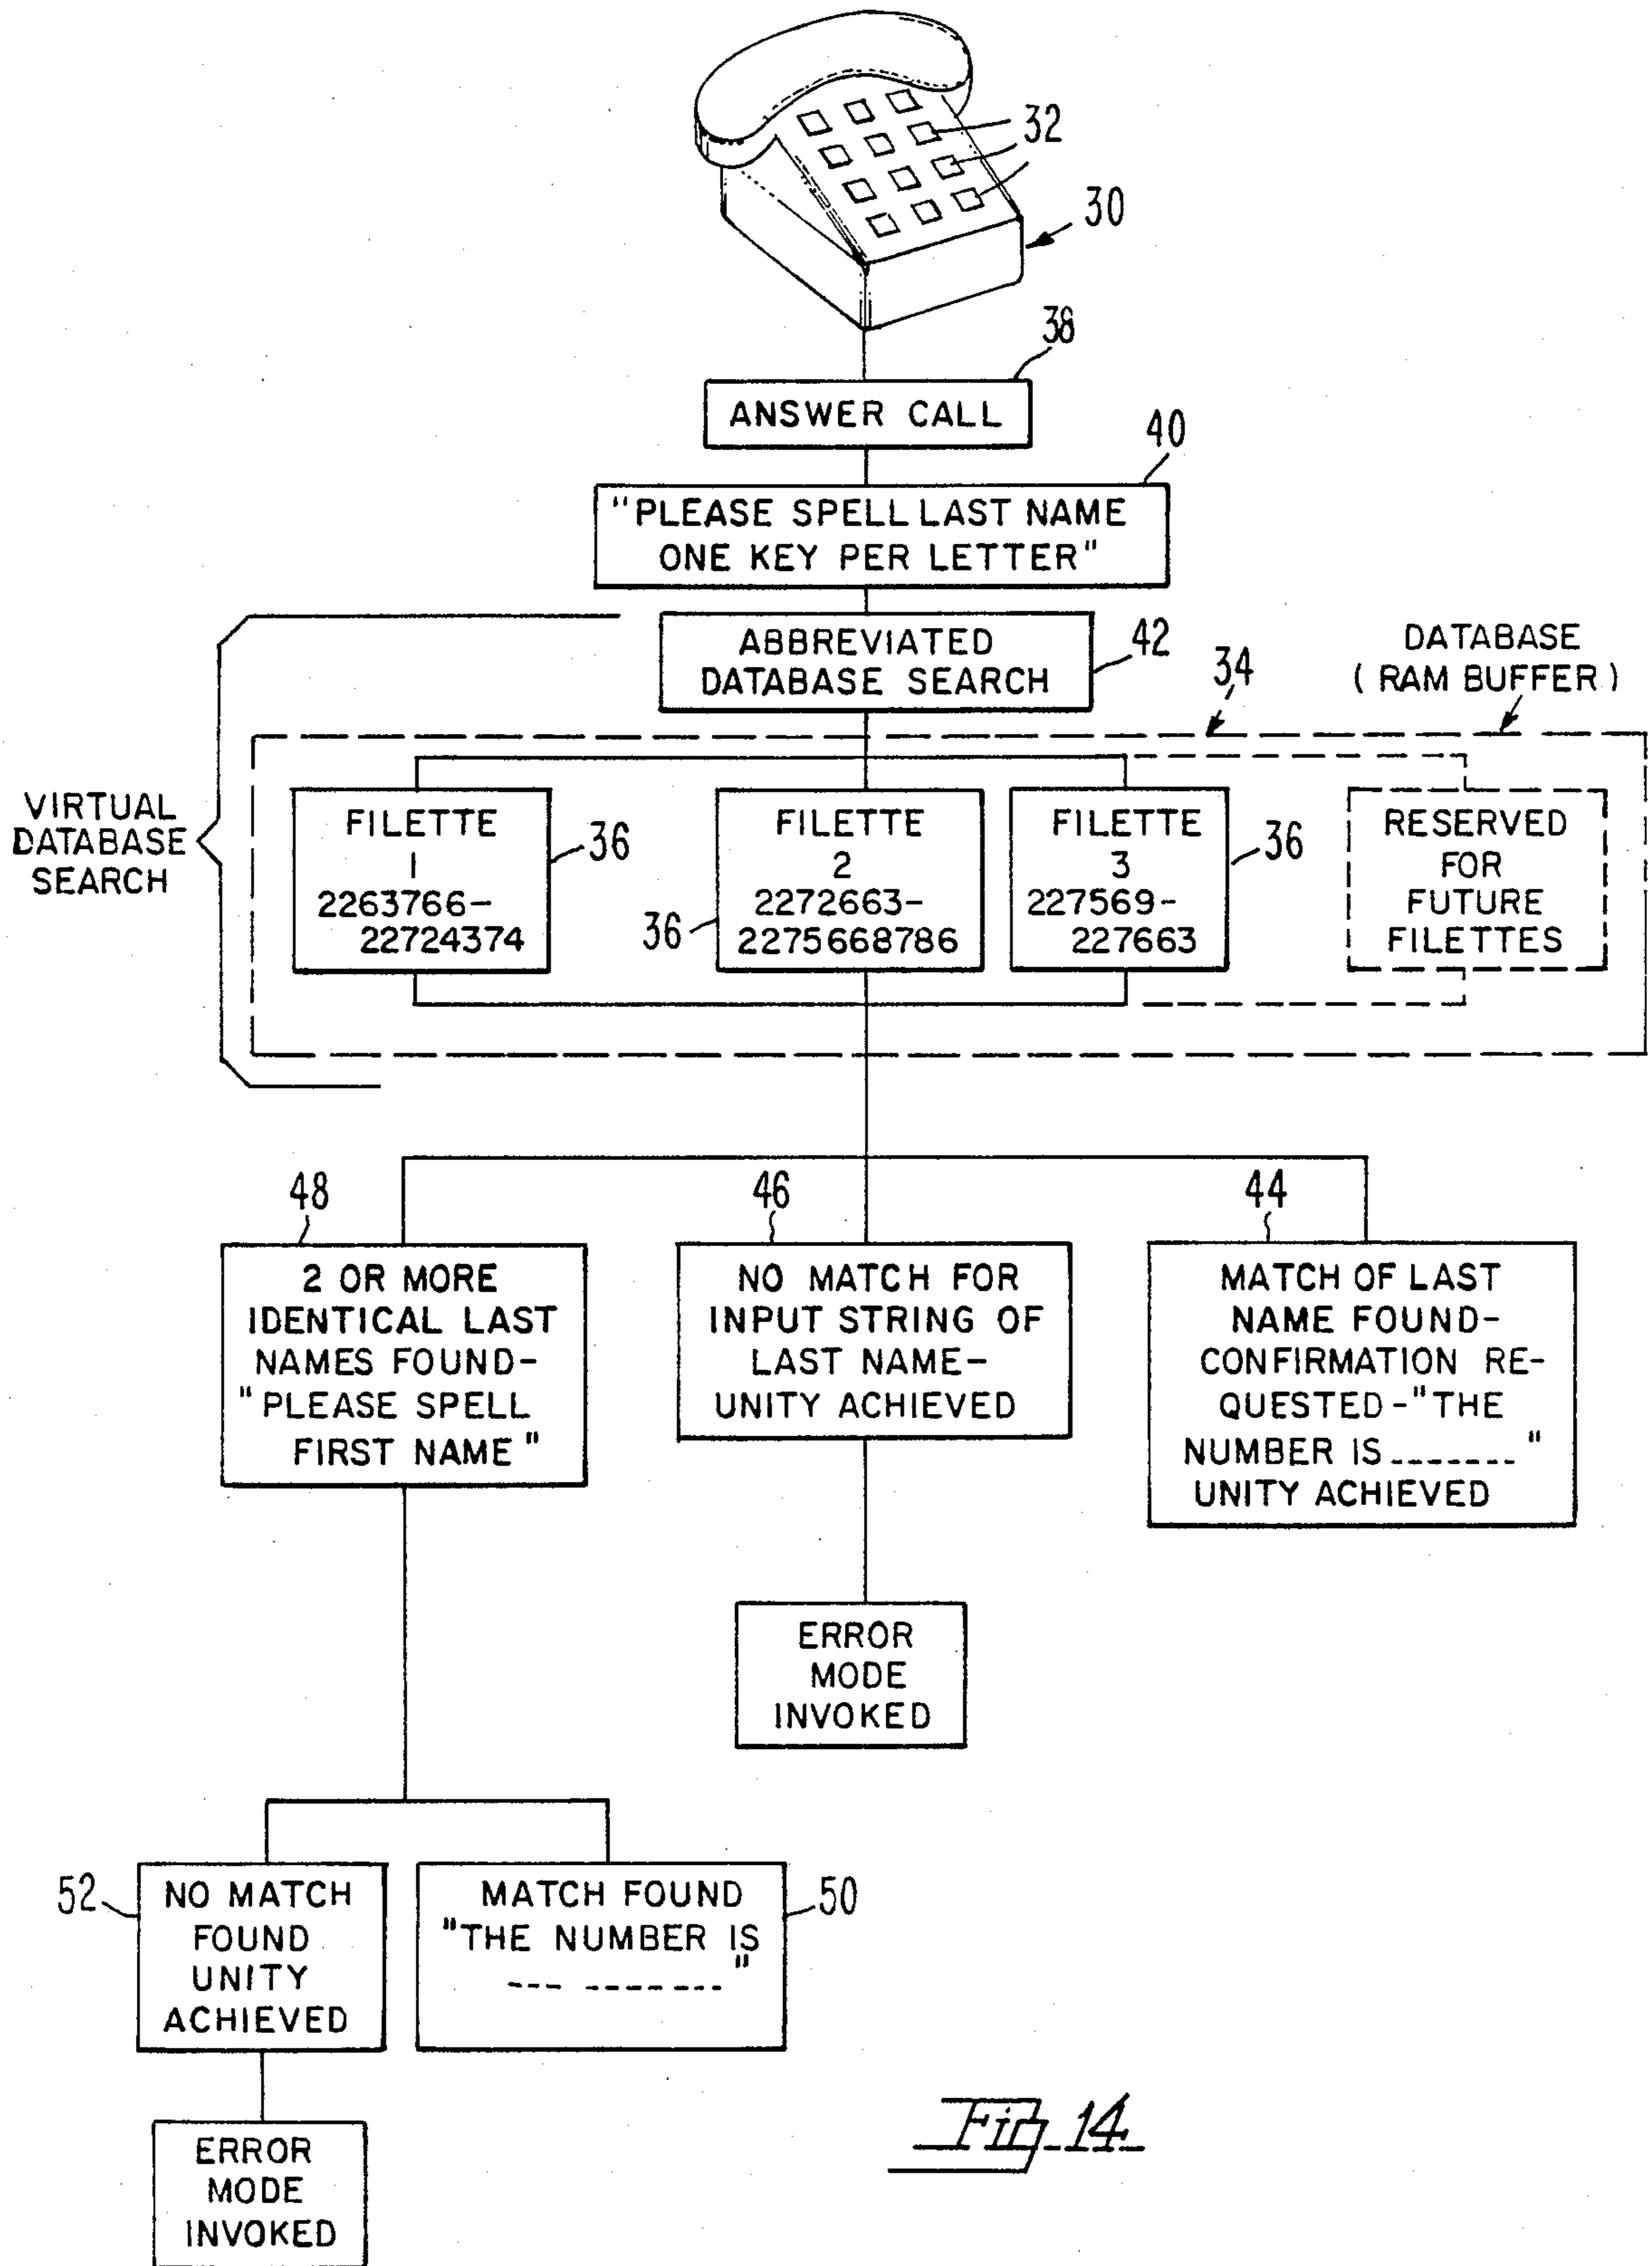 32
30
38
ANSWER CALL
40
"PLEASE SPELL LAST NAME
ONE KEY PER LETTER"
ABBREVIATED
DATABASE SEARCH
42
34
DATABASE
(RAM BUFFER)
VIRTUAL
DATABASE
SEARCH
FILETTE
1
2263766-
22724374
36
FILETTE
2
2272663-
2275668786
36
FILETTE
3
227569-
227663
36
RESERVED
FOR
FUTURE
FILETTES
48
2 OR MORE
IDENTICAL LAST
NAMES FOUND-
"PLEASE SPELL
FIRST NAME"
46
NO MATCH FOR
INPUT STRING OF
LAST NAME-
UNITY ACHIEVED
44
MATCH OF LAST
NAME FOUND-
CONFIRMATION RE-
QUESTED-"THE
NUMBER IS -------"
UNITY ACHIEVED
ERROR
MODE
INVOKED
52
NO MATCH
FOUND
UNITY
ACHIEVED
MATCH FOUND
"THE NUMBER IS
--- -------"
50
ERROR
MODE
INVOKED
Fig. 14.